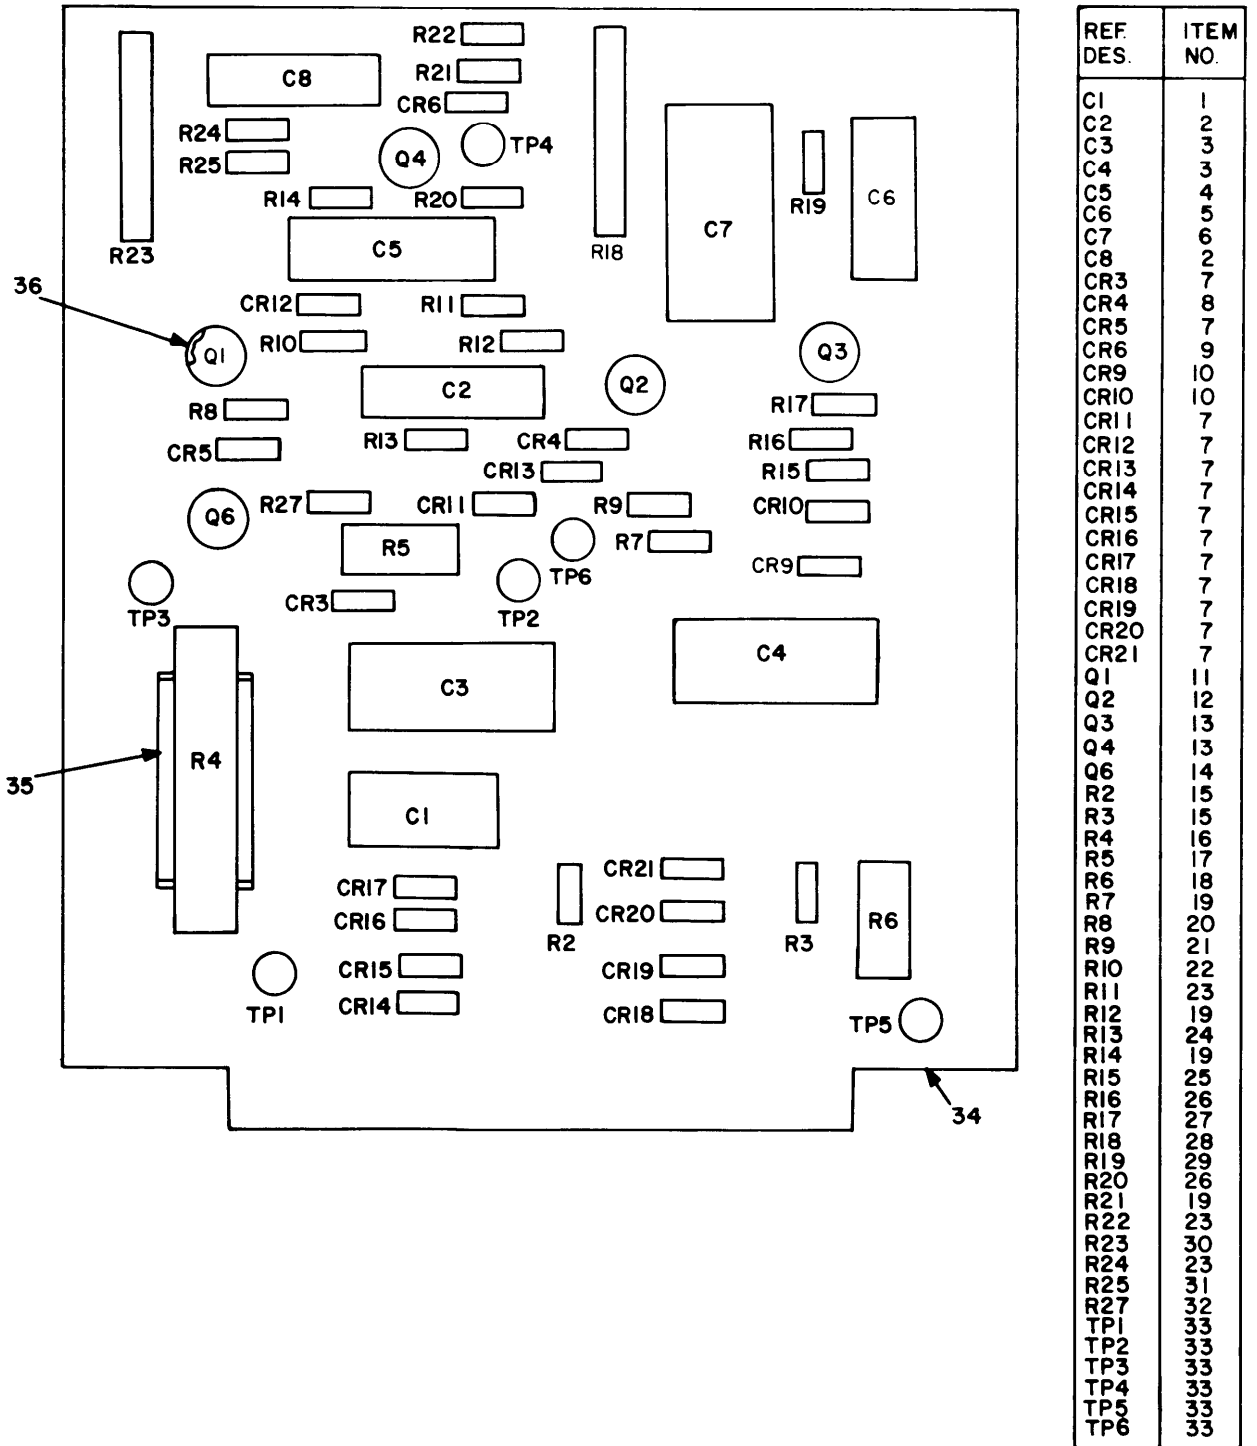 R22
R21
C8
CR6
R24
TP4
Q4
R25
R14
R20
R19
C6
C7
C5
R23
R18
36
CR12
R11
R10
R12
Q1
Q3
C2
Q2
R8
R17
R13
CR4
R16
CR5
CR13
R15
R27
CR11
R9
CR10
Q6
R5
R7
TP6
CR9
CR3
TP3
TP2
C4
C3
R4
35
C1
CR21
CR17
CR20
CR16
R6
R2
R3
CR15
CR19
CR14
TP1
CR18
TP5
34
REF. DES. ITEM NO.
C1 1
C2 2
C3 3
C4 3
C5 4
C6 5
C7 6
C8 2
CR3 7
CR4 8
CR5 7
CR6 9
CR9 10
CR10 10
CR11 7
CR12 7
CR13 7
CR14 7
CR15 7
CR16 7
CR17 7
CR18 7
CR19 7
CR20 7
CR21 7
Q1 11
Q2 12
Q3 13
Q4 13
Q6 14
R2 15
R3 15
R4 16
R5 17
R6 18
R7 19
R8 20
R9 21
R10 22
R11 23
R12 19
R13 24
R14 19
R15 25
R16 26
R17 27
R18 28
R19 29
R20 26
R21 19
R22 23
R23 30
R24 23
R25 31
R27 32
TP1 33
TP2 33
TP3 33
TP4 33
TP5 33
TP6 33